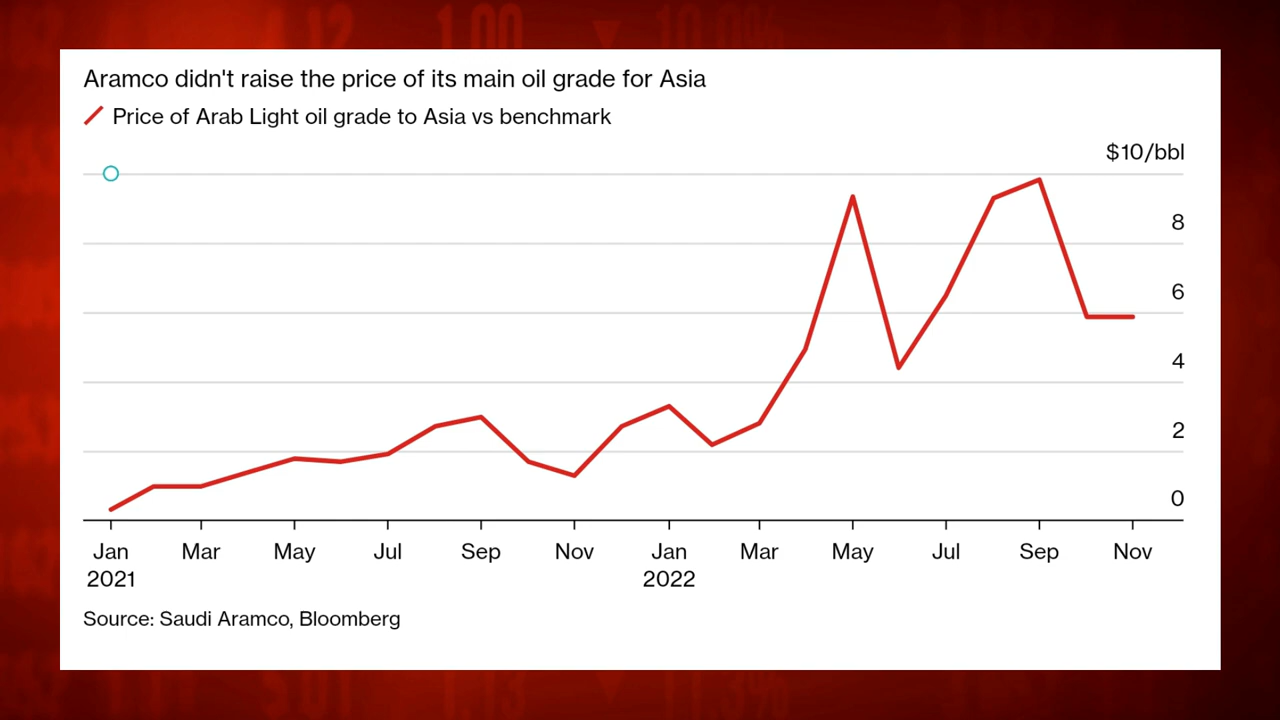 Aramco didn't raise the price of its main oil grade for Asia
Price of Arab Light oil grade to Asia vs benchmark
$10/bbl
8
6
4
2
0
Jan Mar May Jul Sep Nov Jan Mar May Jul Sep Nov
2021 2022
Source: Saudi Aramco, Bloomberg